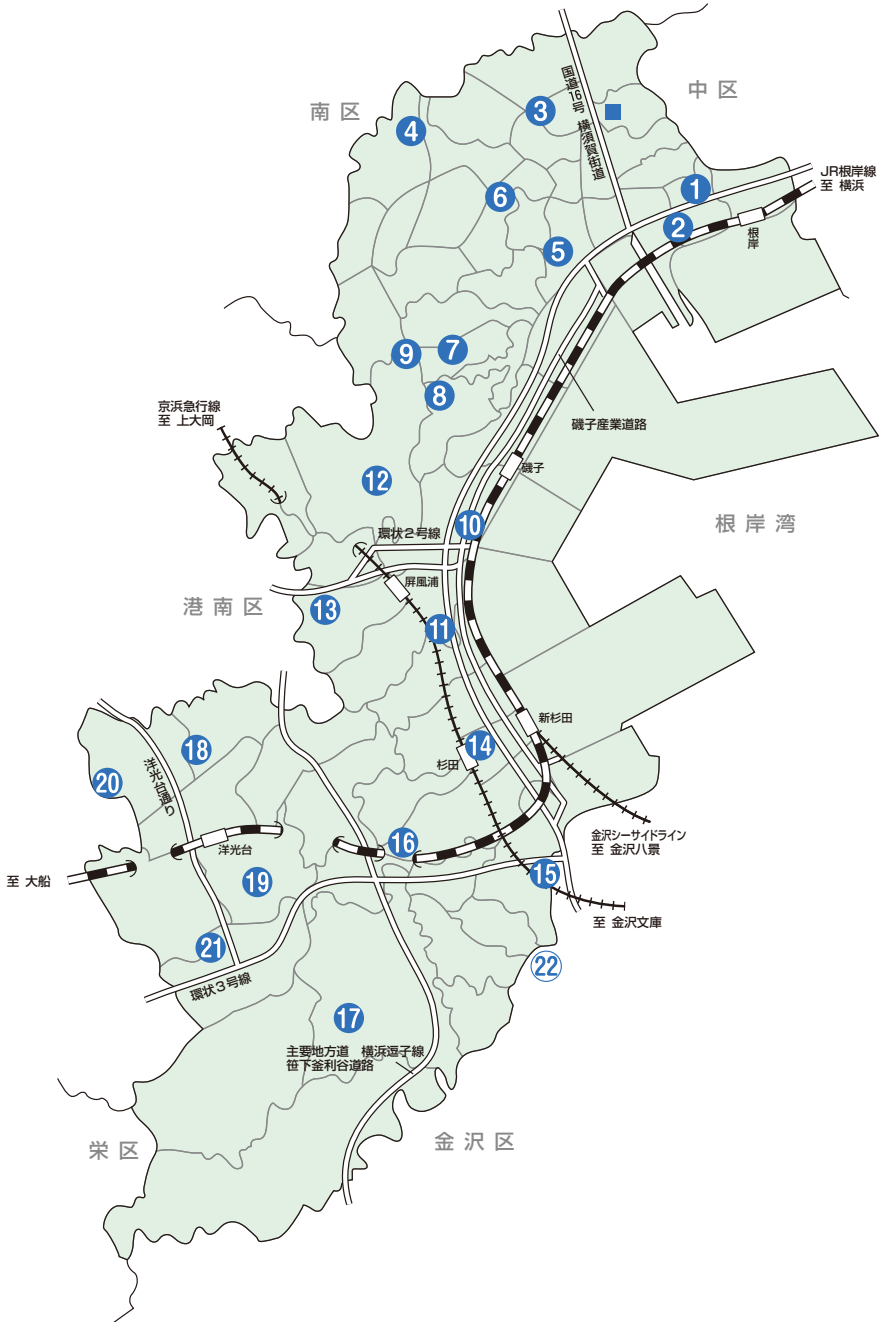 南区
中区
国道16号 横須賀街道
3
4
JR根岸線
至 横浜
1
6
2
根岸
5
9
7
8
磯子産業道路
京浜急行線
至 上大岡
磯子
12
根岸湾
10
環状2号線
屏風浦
港南区
13
11
新杉田
14
杉田
18
20
洋光台通り
金沢シーサイドライン
至 金沢八景
洋光台
16
至 大船
19
15
至 金沢文庫
21
22
環状3号線
17
主要地方道 横浜逗子線
笹下釜利谷道路
栄区
金沢区